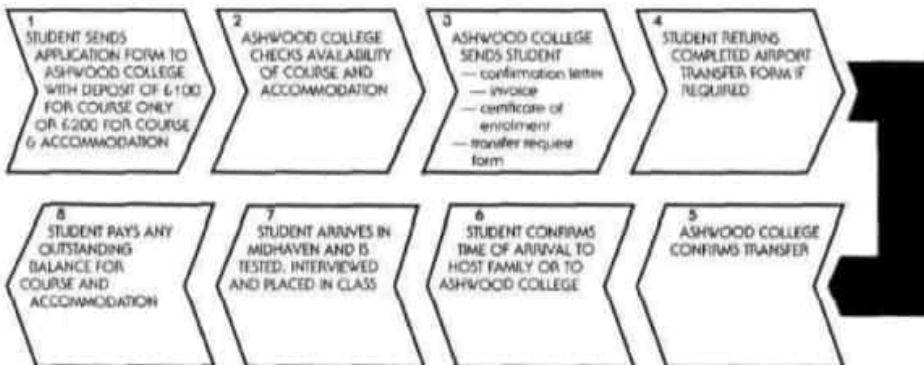 1
STUDENT SENDS
APPLICATION FORM TO
ASHWOOD COLLEGE
WITH DEPOSIT OF £100
FOR COURSE ONLY
OR £200 FOR COURSE
& ACCOMMODATION
2
ASHWOOD COLLEGE
CHECKS AVAILABILITY
OF COURSE AND
ACCOMMODATION
3
ASHWOOD COLLEGE
SENDS STUDENT
— confirmation letter
— invoice
— certificate of
enrolment
— transfer request
form
4
STUDENT RETURNS
COMPLETED AIRPORT
TRANSFER FORM IF
REQUIRED
5
ASHWOOD COLLEGE
CONFIRMS TRANSFER
6
STUDENT CONFIRMS
TIME OF ARRIVAL TO
HOST FAMILY OR TO
ASHWOOD COLLEGE
7
STUDENT ARRIVES IN
MIDHAVEN AND IS
TESTED, INTERVIEWED
AND PLACED IN CLASS
8
STUDENT PAYS ANY
OUTSTANDING
BALANCE FOR
COURSE AND
ACCOMMODATION